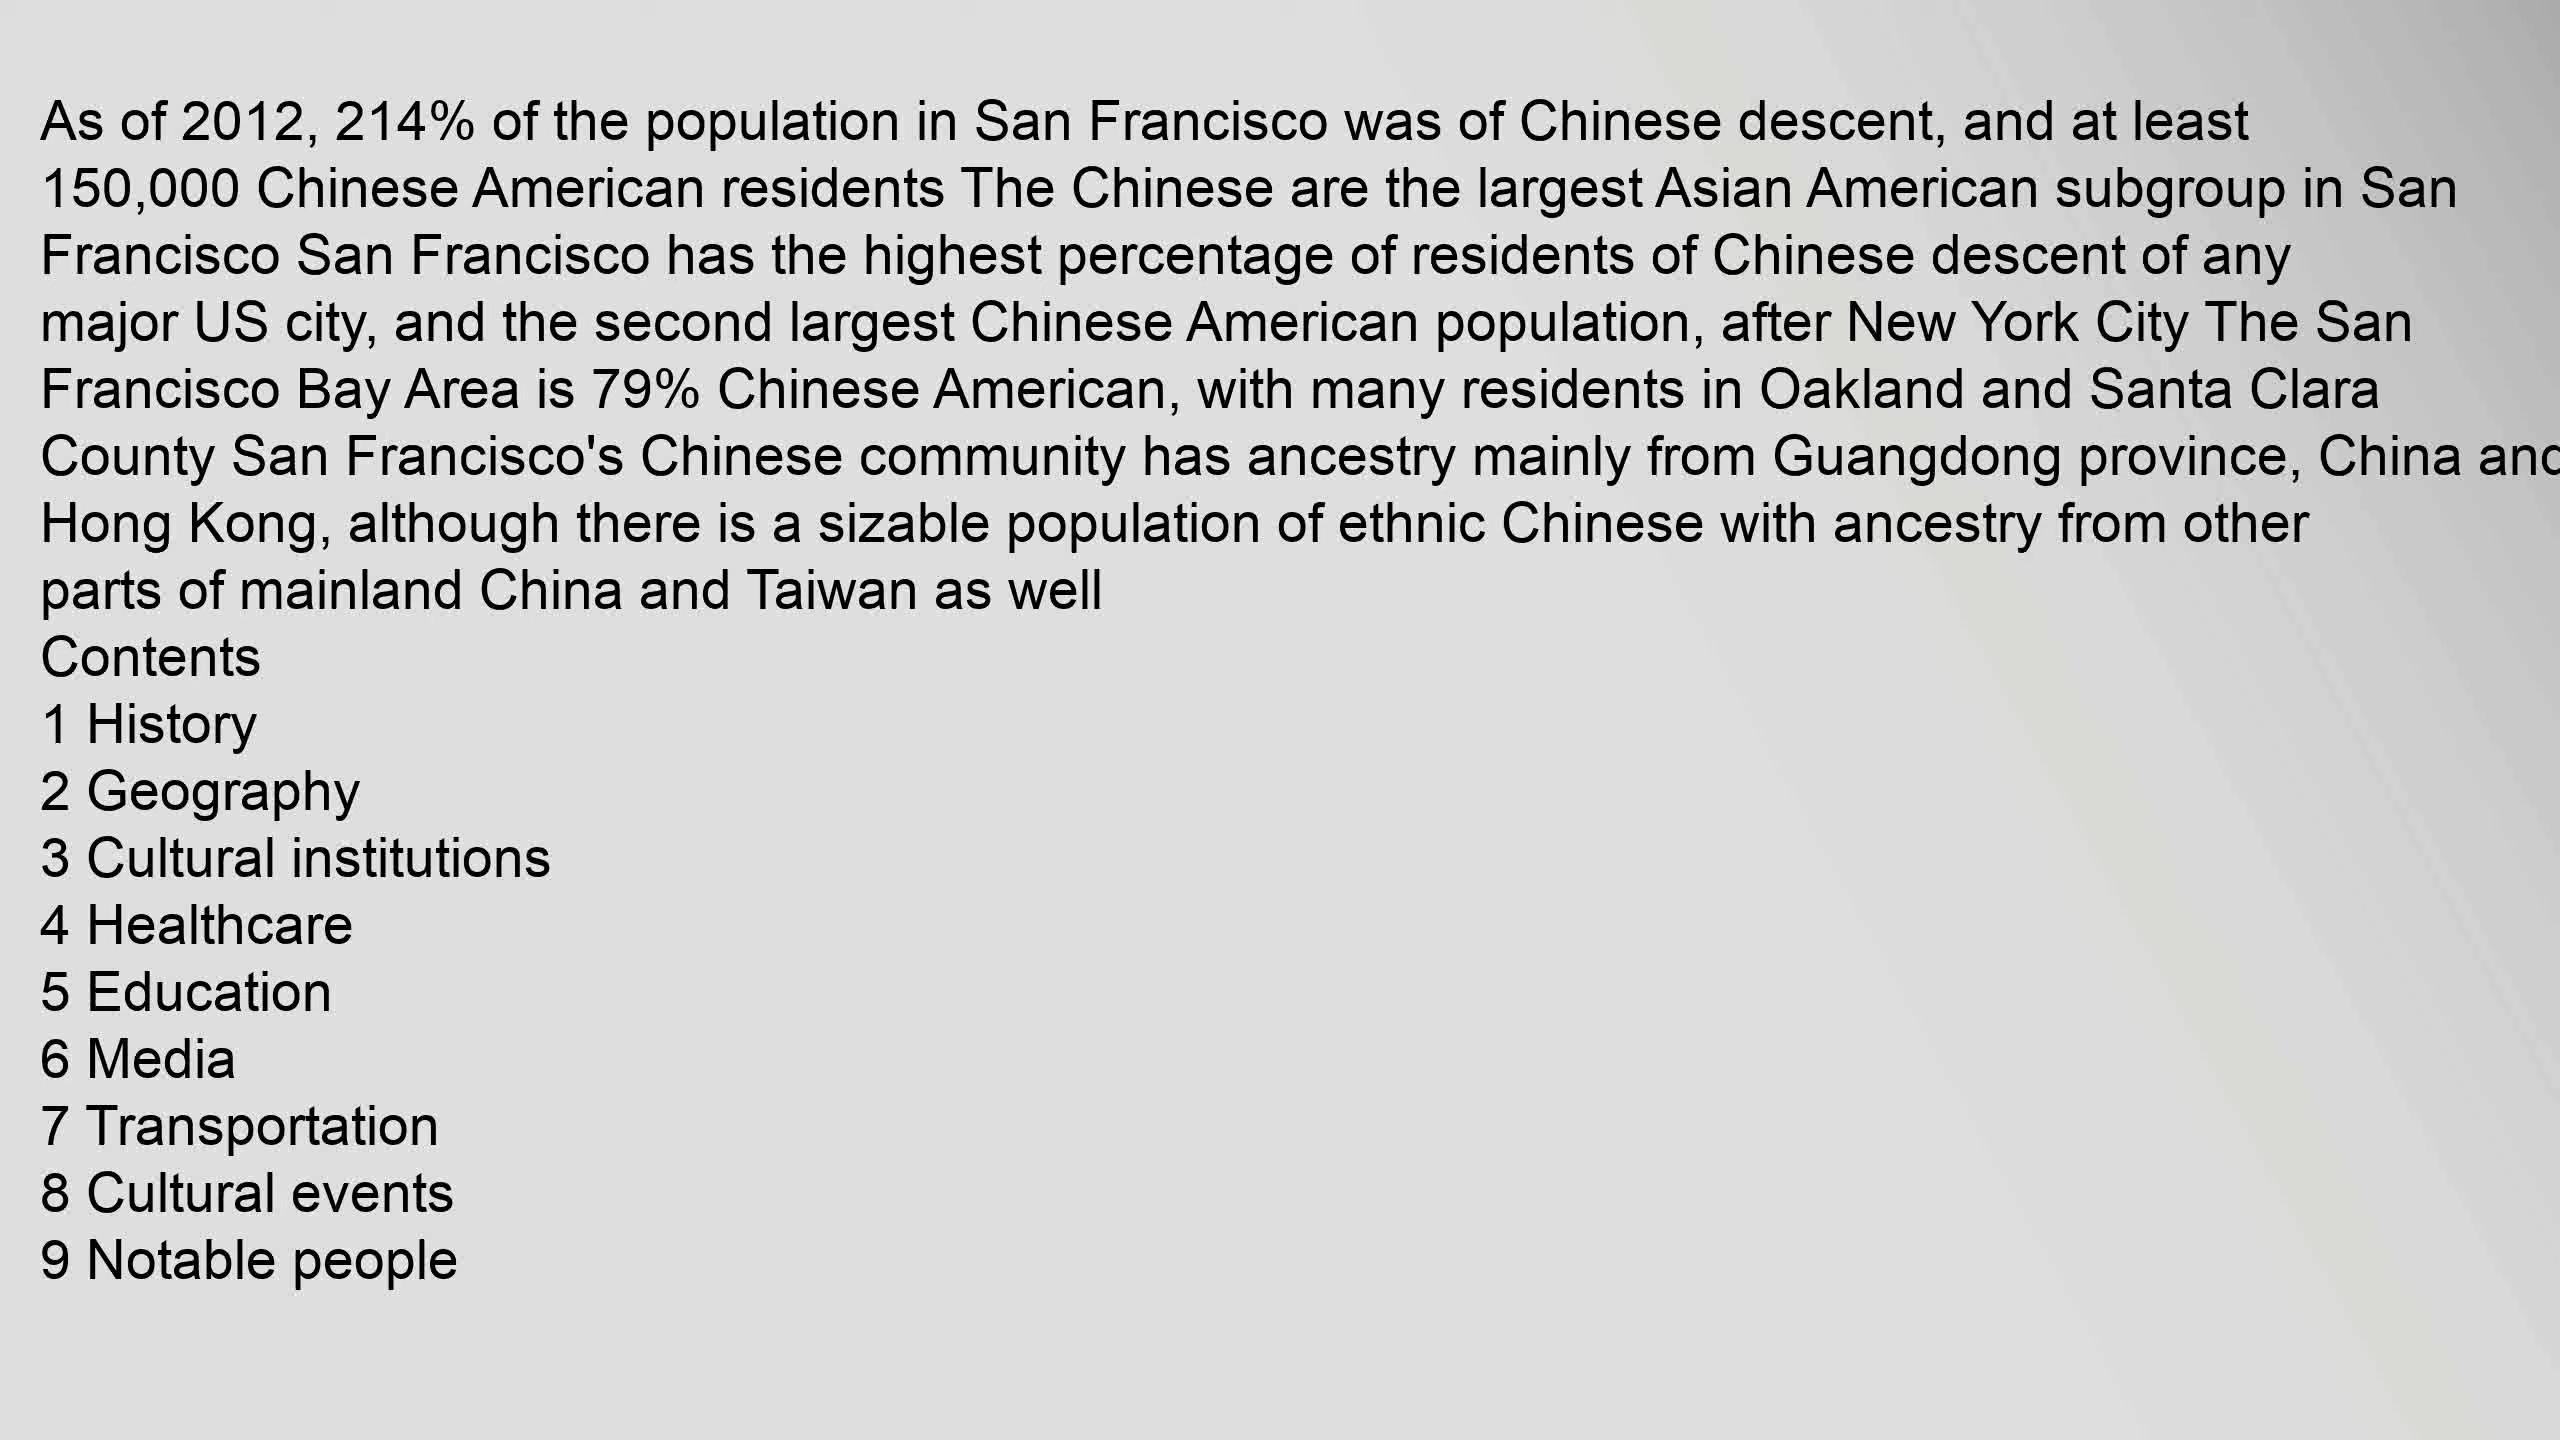 As of 2012, 214% of the population in San Francisco was of Chinese descent, and at least
150,000 Chinese American residents The Chinese are the largest Asian American subgroup in San
Francisco San Francisco has the highest percentage of residents of Chinese descent of any
major US city, and the second largest Chinese American population, after New York City The San
Francisco Bay Area is 79% Chinese American, with many residents in Oakland and Santa Clara
County San Francisco's Chinese community has ancestry mainly from Guangdong province, China and
Hong Kong, although there is a sizable population of ethnic Chinese with ancestry from other
parts of mainland China and Taiwan as well
Contents
1 History
2 Geography
3 Cultural institutions
4 Healthcare
5 Education
6 Media
7 Transportation
8 Cultural events
9 Notable people